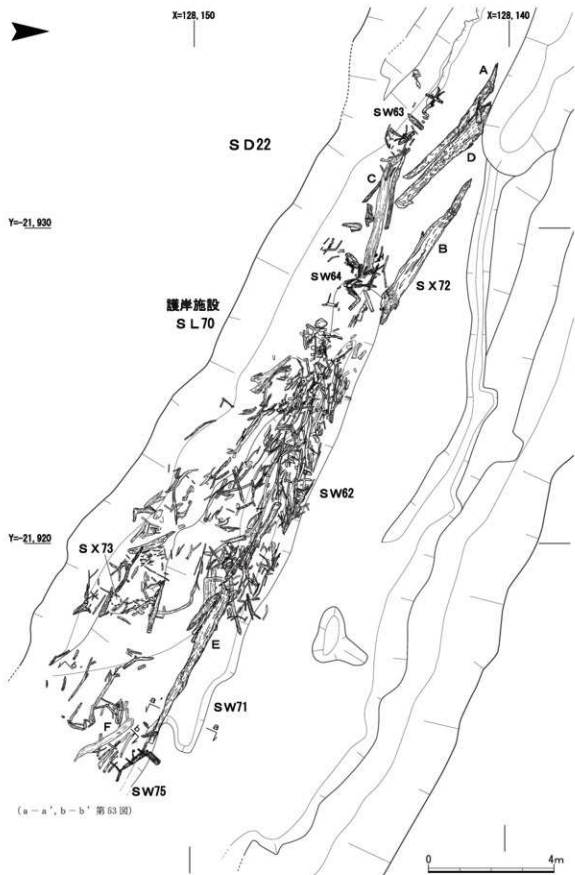 X=128,150
X=128,140
A
SW63
SD22
D
C
Y=-21,930
B
SW64
SX72
護岸施設
SL70
SW62
Y=-21,920
SX73
E
a
SW71
F
b
a'
SW75
(a－a', b－b' 第53図)
0
4m